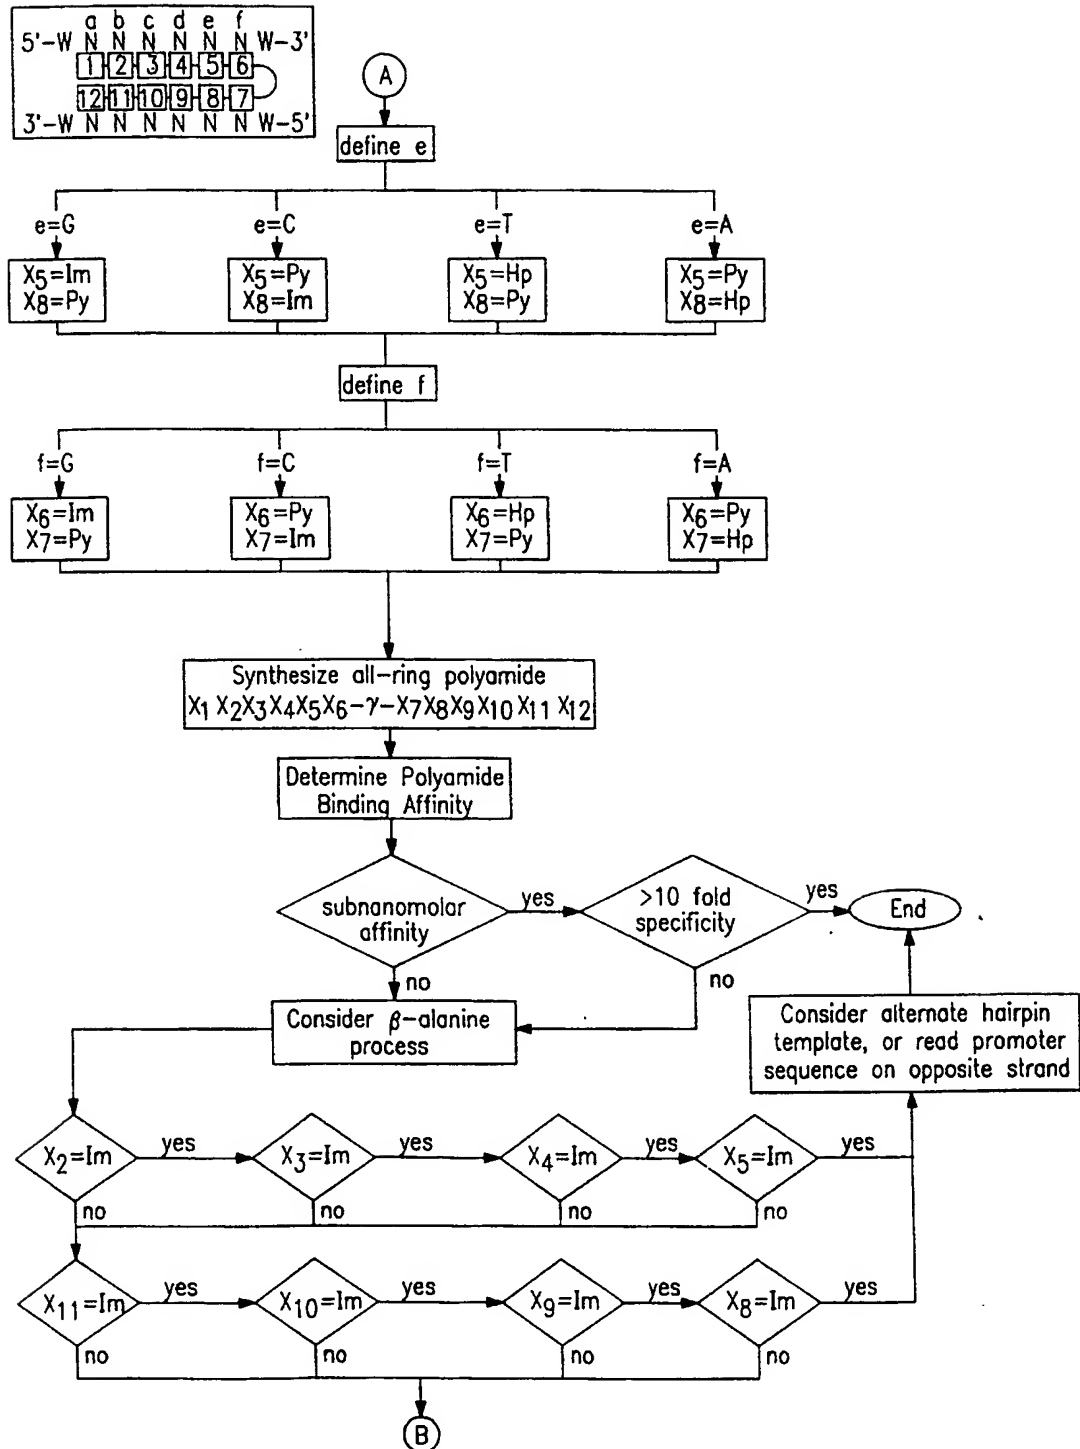 a b c d e f
5'-W N N N N N N W-3'
1 2 3 4 5 6
12 11 10 9 8 7
3'-W N N N N N N W-5'
A
define e
e=G e=C e=T e=A
X5=Im X5=Py X5=Hp X5=Py
X8=Py X8=Im X8=Py X8=Hp
define f
f=G f=C f=T f=A
X6=Im X6=Py X6=Hp X6=Py
X7=Py X7=Im X7=Py X7=Hp
Synthesize all-ring polyamide
X1 X2X3X4X5X6-γ-X7X8X9X10X11X12
Determine Polyamide
Binding Affinity
subnanomolar
affinity
yes
>10 fold
specificity
yes
End
no
no
Consider β-alanine
process
Consider alternate hairpin
template, or read promoter
sequence on opposite strand
X2=Im yes X3=Im yes X4=Im yes X5=Im yes
no no no no
X11=Im yes X10=Im yes X9=Im yes X8=Im yes
no no no no
B